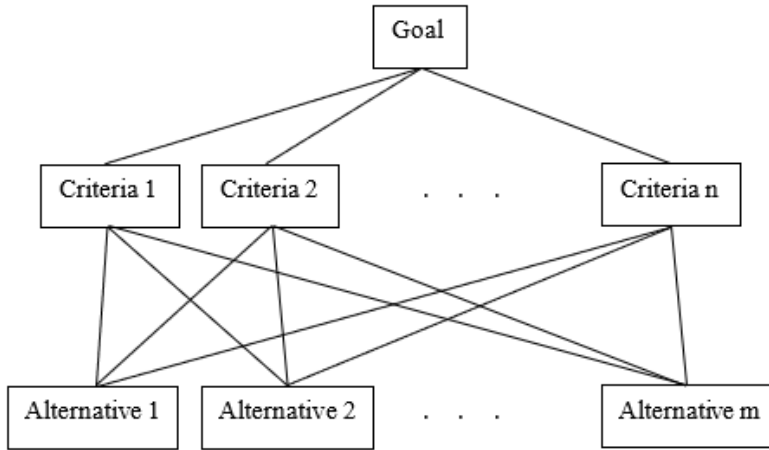 Goal
Criteria 1
Criteria 2
. . .
Criteria n
Alternative 1
Alternative 2
. . .
Alternative m